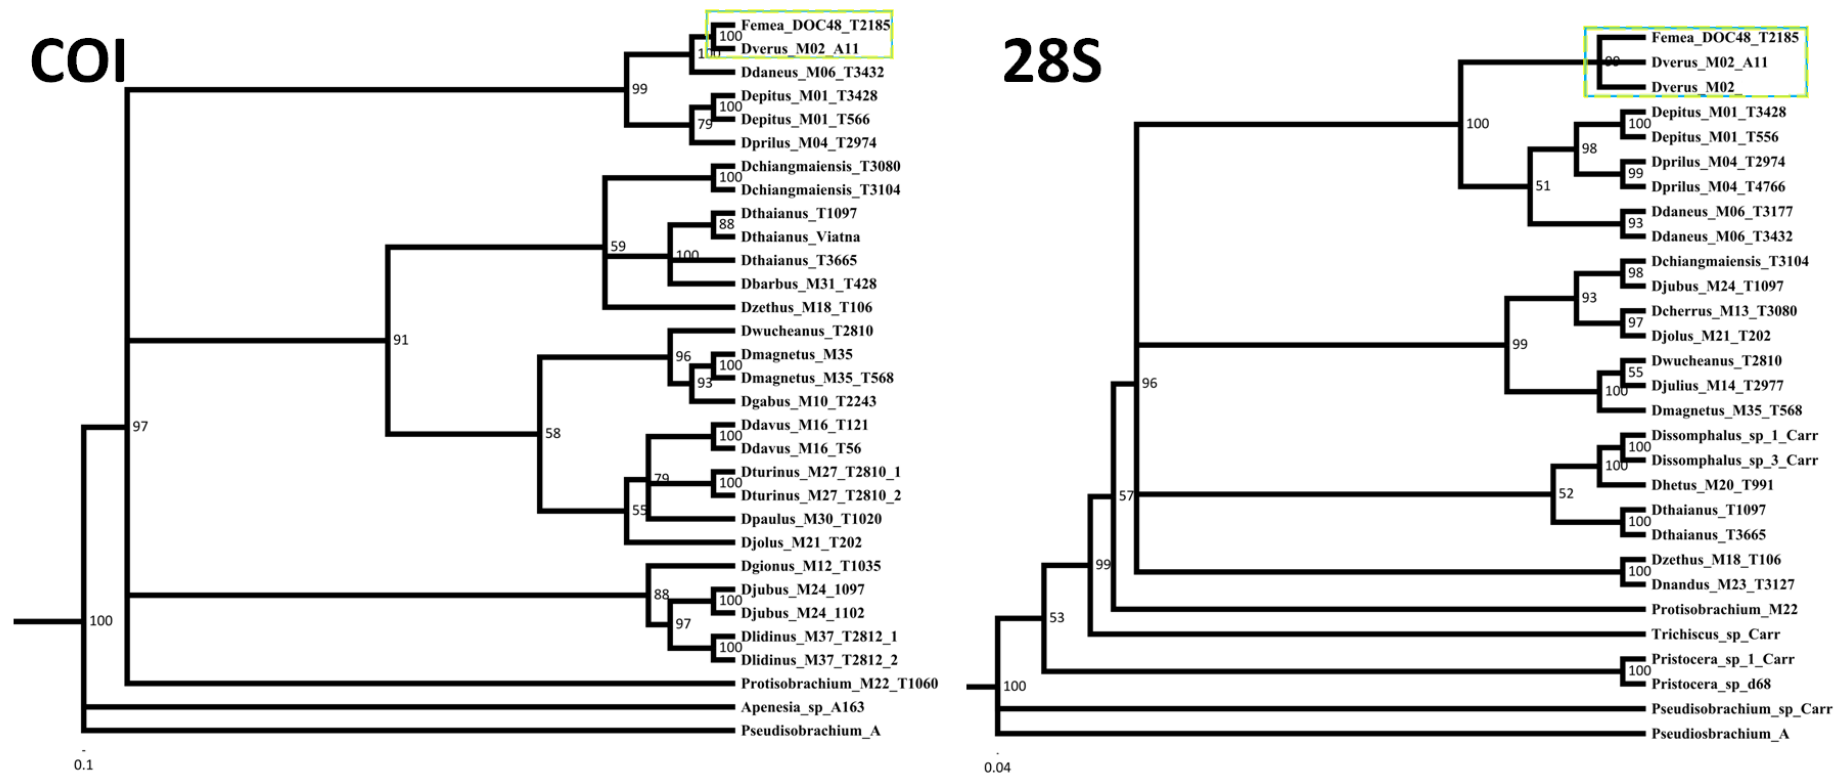 COI
Femea_DOC48_T2185
100
Dverus_M02_A11
100
Ddaneus_M06_T3432
99
Depitus_M01_T3428
100
Depitus_M01_T566
79
Dprilus_M04_T2974
Dchiangmaiensis_T3080
100
Dchiangmaiensis_T3104
Dthaianus_T1097
88
Dthaianus_Viatna
59
100
Dthaianus_T3665
Dbarbus_M31_T428
Dzethus_M18_T106
91
Dwucheanus_T2810
96
Dmagnetus_M35
100
Dmagnetus_M35_T568
93
Dgabus_M10_T2243
58
Ddavus_M16_T121
100
Ddavus_M16_T56
79
Dturinus_M27_T2810_1
100
Dturinus_M27_T2810_2
55
Dpaulus_M30_T1020
Djolus_M21_T202
97
Dgionus_M12_T1035
88
Djubus_M24_1097
100
Djubus_M24_1102
97
Dlidinus_M37_T2812_1
100
Dlidinus_M37_T2812_2
Protisobrachium_M22_T1060
100
Apenesia_sp_A163
Pseudisobrachium_A
0.1
28S
Femea_DOC48_T2185
99
Dverus_M02_A11
Dverus_M02_
100
Depitus_M01_T3428
100
Depitus_M01_T556
98
Dprilus_M04_T2974
99
Dprilus_M04_T4766
51
Ddaneus_M06_T3177
93
Ddaneus_M06_T3432
Dchiangmaiensis_T3104
98
Djubus_M24_T1097
93
Dcherrus_M13_T3080
97
Djolus_M21_T202
99
Dwucheanus_T2810
55
Djulius_M14_T2977
100
Dmagnetus_M35_T568
96
Dissomphalus_sp_1_Carr
100
Dissomphalus_sp_3_Carr
100
Dhetus_M20_T991
52
Dthaianus_T1097
100
Dthaianus_T3665
57
Dzethus_M18_T106
100
Dnandus_M23_T3127
99
Protisobrachium_M22
Trichiscus_sp_Carr
53
Pristocera_sp_1_Carr
100
Pristocera_sp_d68
100
Pseudisobrachium_sp_Carr
Pseudiosbrachium_A
0.04